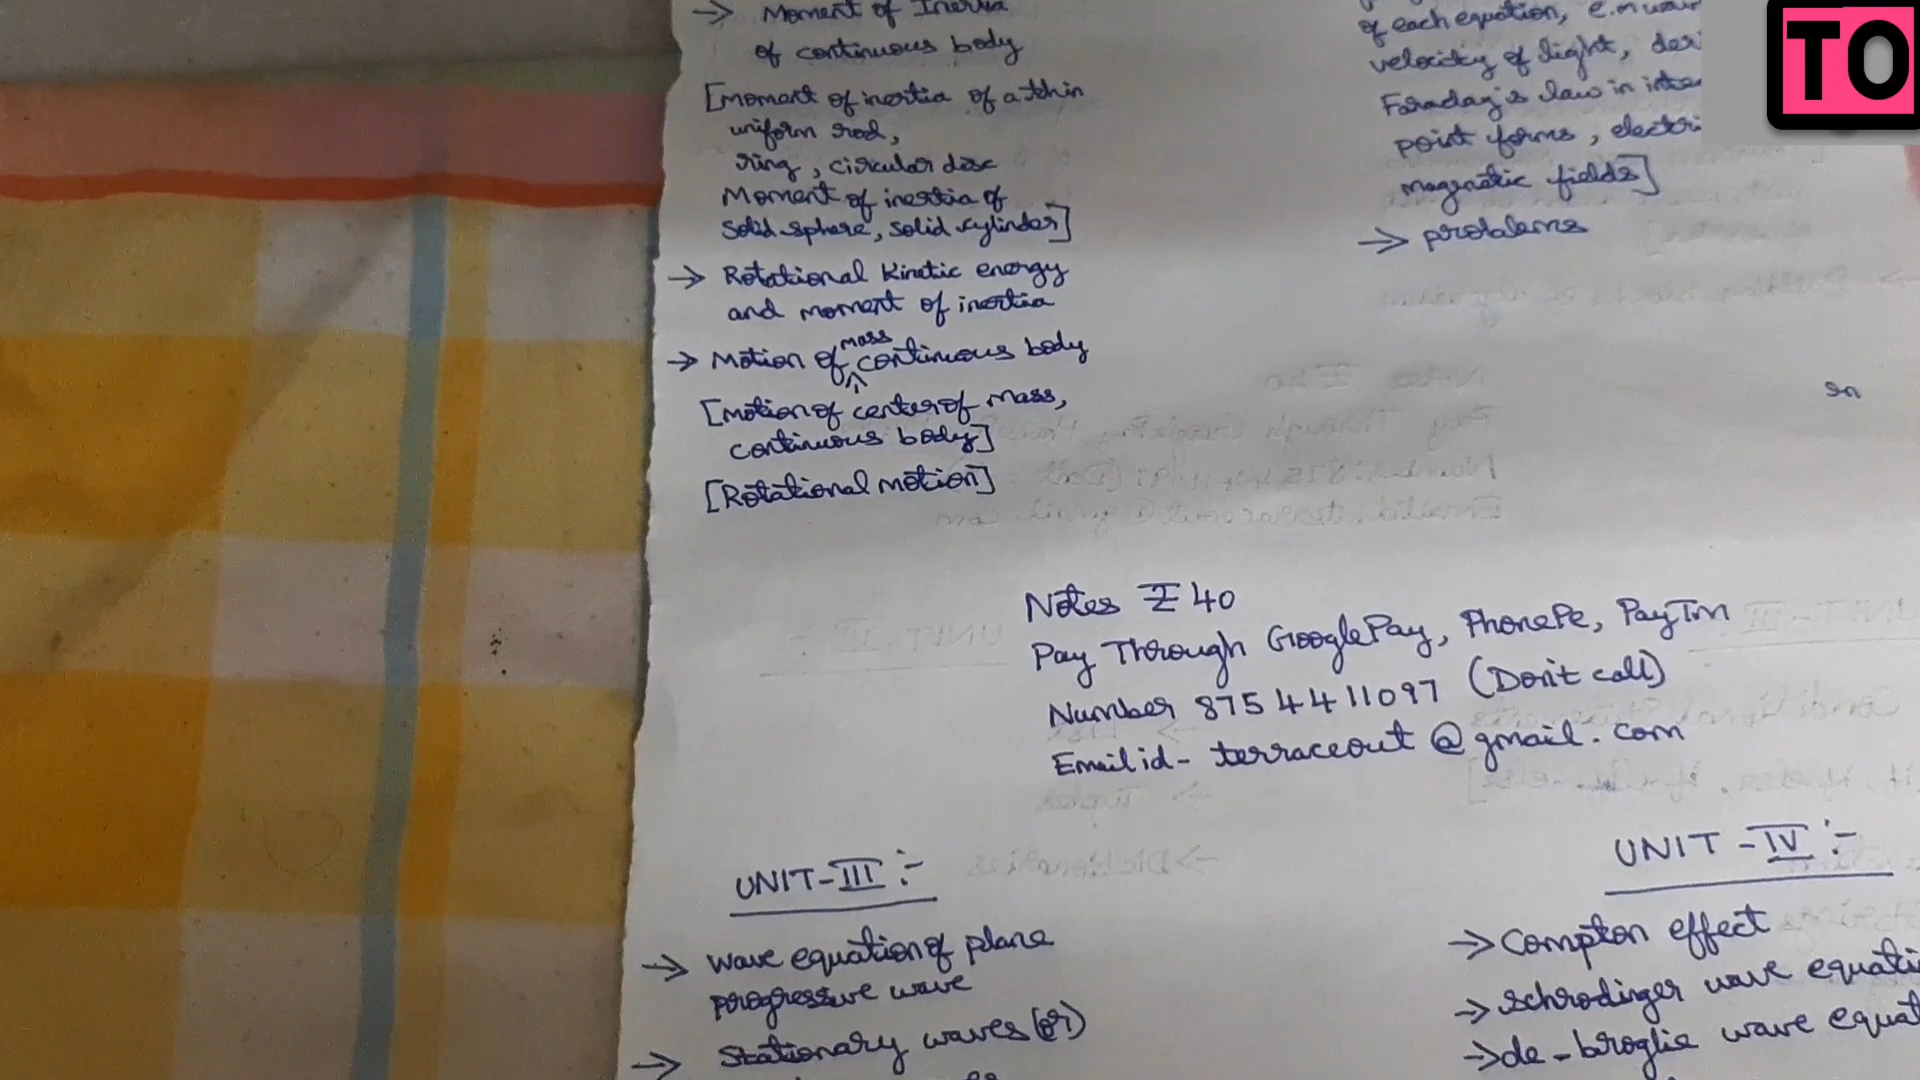 TO
→ Moment of Inertia
of continuous body
[Moment of inertia of a thin
uniform rod,
ring, circular disc
Moment of inertia of
solid sphere, solid cylinder]
→ Rotational Kinetic energy
and moment of inertia
→ Motion of mass continuous body
[Motion of center of mass,
continuous body]
[Rotational motion]
of each equation, e.m
velocity of light,
Faraday's law in
point forms,
magnetic fields]
→ problems
Notes ₹ 40
Pay Through GooglePay, PhonePe, PayTm
Number 8754411097 (Don't call)
Email id - terraceout@gmail.com
UNIT-III :-
→ wave equation of plane
progressive wave
→ Stationary waves (or)
UNIT - IV :-
→ Compton effect
→ schrodinger wave
→ de-broglie wave